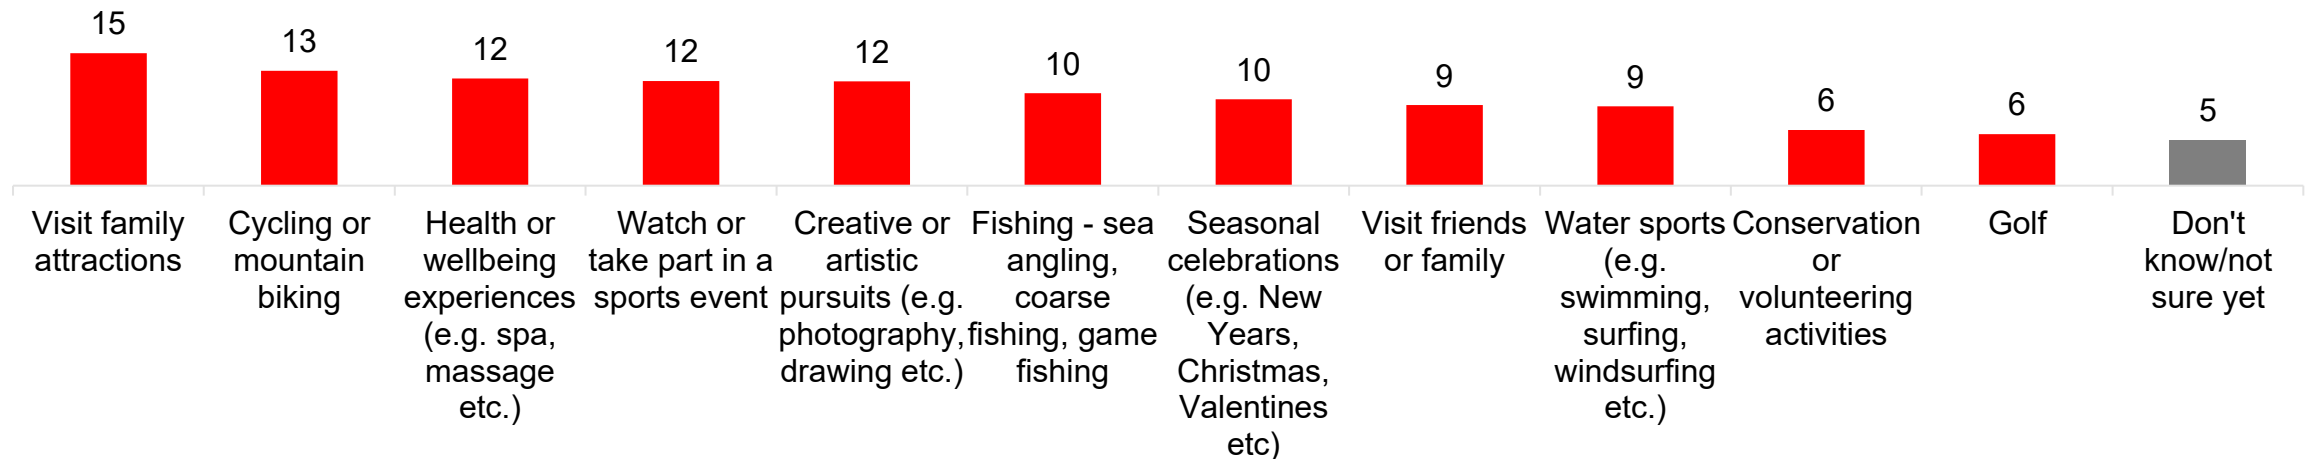 15
13
12
12
12
10
10
9
9
6
6
5
Visit family
attractions
Cycling or
mountain
biking
Health or
wellbeing
experiences
(e.g. spa,
massage
etc.)
Watch or
take part in a
sports event
Creative or
artistic
pursuits (e.g.
photography,
drawing etc.)
Fishing - sea
angling,
coarse
fishing, game
fishing
Seasonal
celebrations
(e.g. New
Years,
Christmas,
Valentines
etc)
Visit friends
or family
Water sports
(e.g.
swimming,
surfing,
windsurfing
etc.)
Conservation
or
volunteering
activities
Golf
Don't
know/not
sure yet